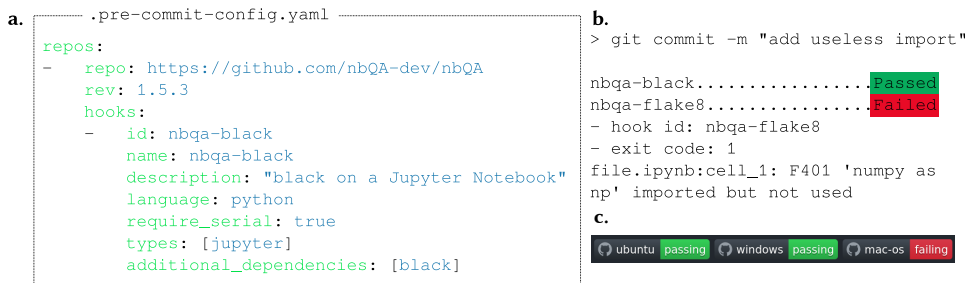 a.
.pre-commit-config.yaml
repos:
-   repo: https://github.com/nbQA-dev/nbQA
    rev: 1.5.3
    hooks:
    -   id: nbqa-black
        name: nbqa-black
        description: "black on a Jupyter Notebook"
        language: python
        require_serial: true
        types: [jupyter]
        additional_dependencies: [black]
b.
> git commit -m "add useless import"
nbqa-black.................Passed
nbqa-flake8................Failed
- hook id: nbqa-flake8
- exit code: 1
file.ipynb:cell_1: F401 'numpy as
np' imported but not used
c.
ubuntu passing windows passing mac-os failing